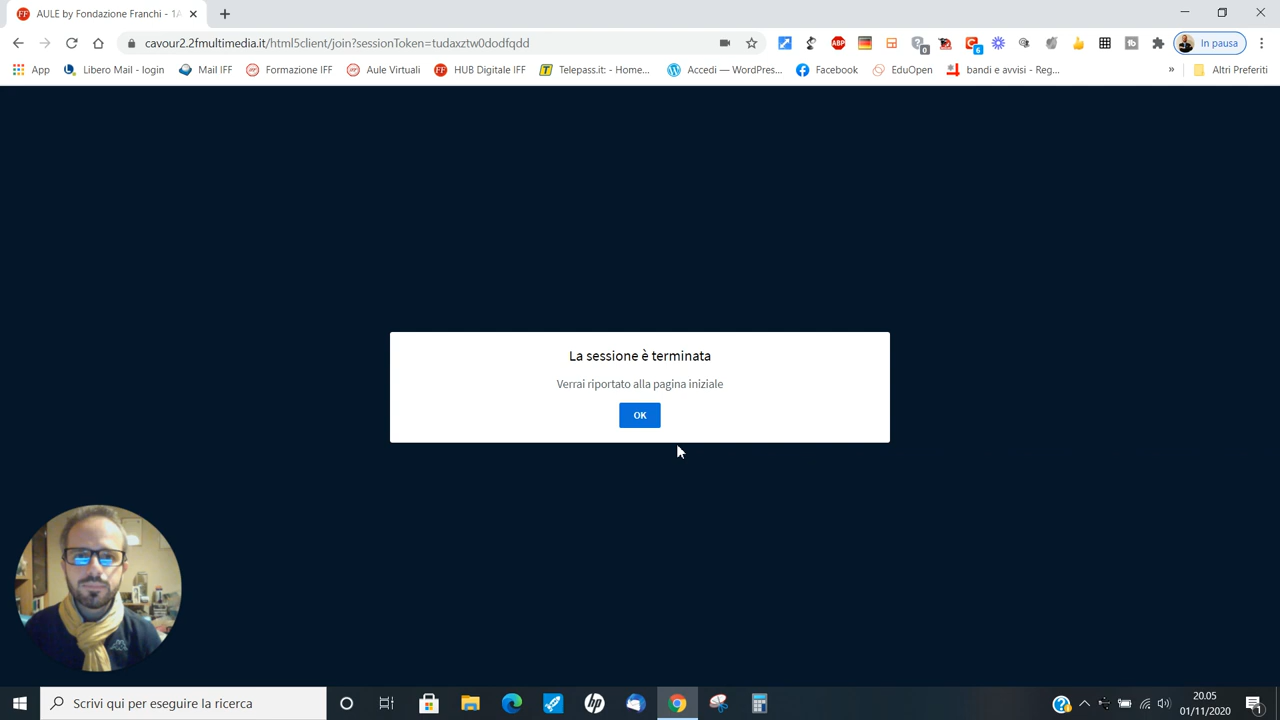 AULE by Fondazione Franchi - 1A
cavour2.2fmultimedia.it/html5client/join?sessionToken=tudaxztwddodfqdd
In pausa
App
Libero Mail - login
Mail IFF
Formazione IFF
Aule Virtuali
HUB Digitale IFF
Telepass.it: - Home...
Accedi — WordPres...
Facebook
EduOpen
bandi e avvisi - Reg...
»
Altri Preferiti
La sessione è terminata
Verrai riportato alla pagina iniziale
OK
Scrivi qui per eseguire la ricerca
20.05
01/11/2020